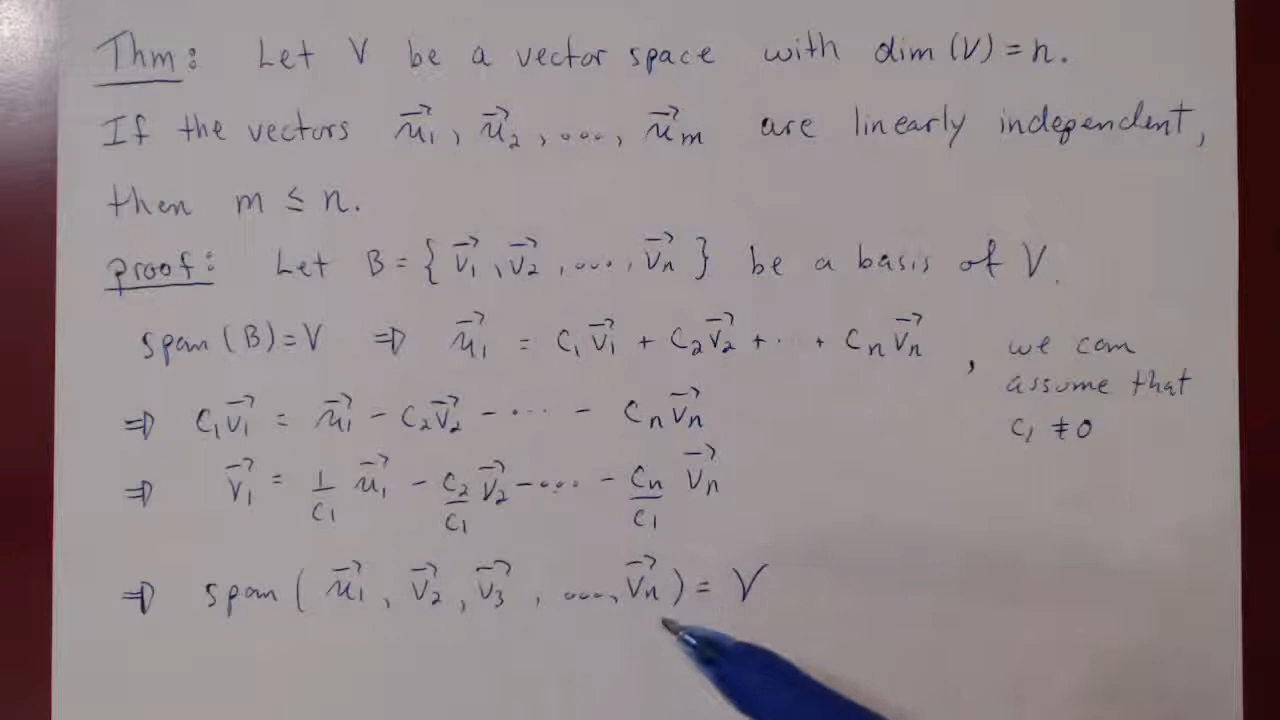 Thm: Let V be a vector space with dim(V) = n.
If the vectors u⃗₁, u⃗₂, ..., u⃗ₘ are linearly independent,
then m ≤ n.
proof: Let B = { v⃗₁, v⃗₂, ..., v⃗ₙ } be a basis of V.
span(B) = V ⇒ u⃗₁ = c₁v⃗₁ + c₂v⃗₂ + ... + cₙv⃗ₙ, we can
assume that
c₁ ≠ 0
⇒ c₁v⃗₁ = u⃗₁ - c₂v⃗₂ - ... - cₙv⃗ₙ
⇒ v⃗₁ = 1/c₁ u⃗₁ - c₂/c₁ v⃗₂ - ... - cₙ/c₁ v⃗ₙ
⇒ span( u⃗₁, v⃗₂, v⃗₃, ..., v⃗ₙ ) = V